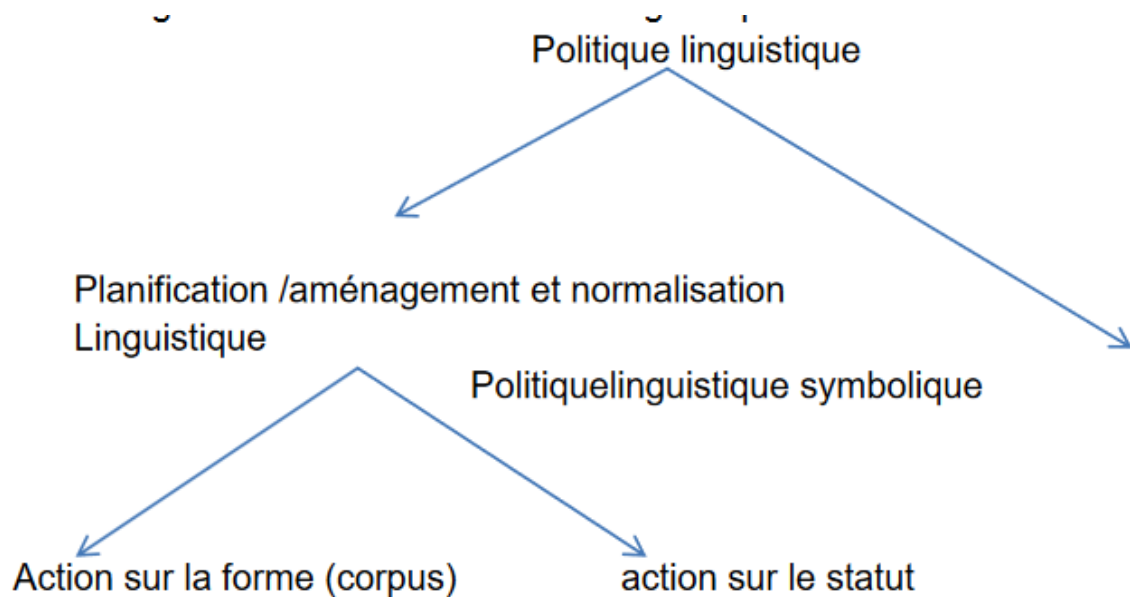 Politique linguistique
Planification /aménagement et normalisation
Linguistique
Politiquelinguistique symbolique
Action sur la forme (corpus)
action sur le statut